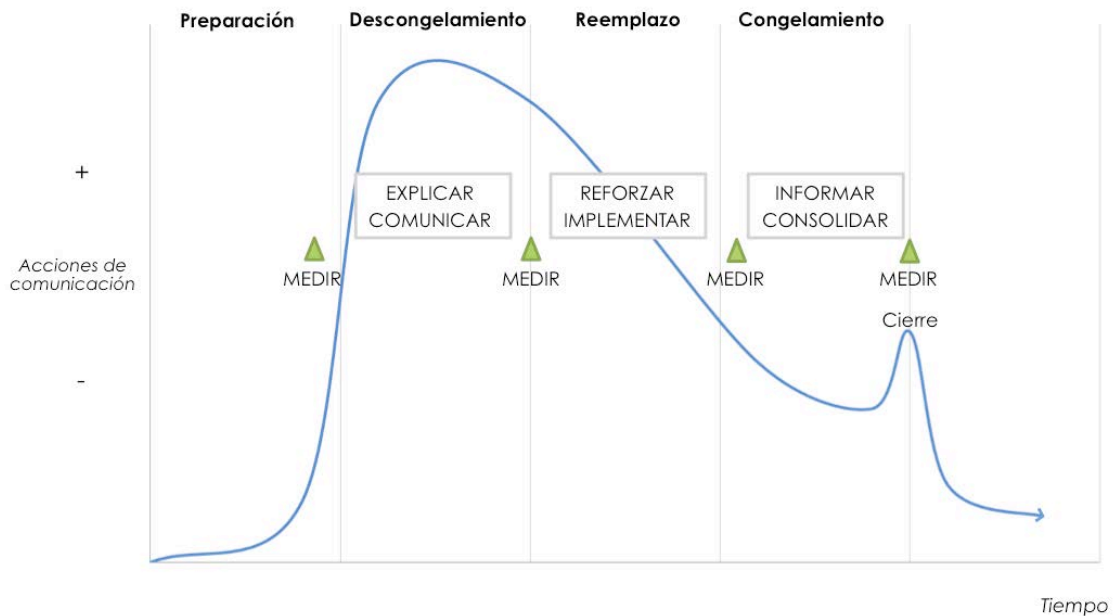 Preparación
Descongelamiento
Reemplazo
Congelamiento
+
EXPLICAR
COMUNICAR
REFORZAR
IMPLEMENTAR
INFORMAR
CONSOLIDAR
Acciones de
comunicación
MEDIR
MEDIR
MEDIR
MEDIR
Cierre
-
Tiempo